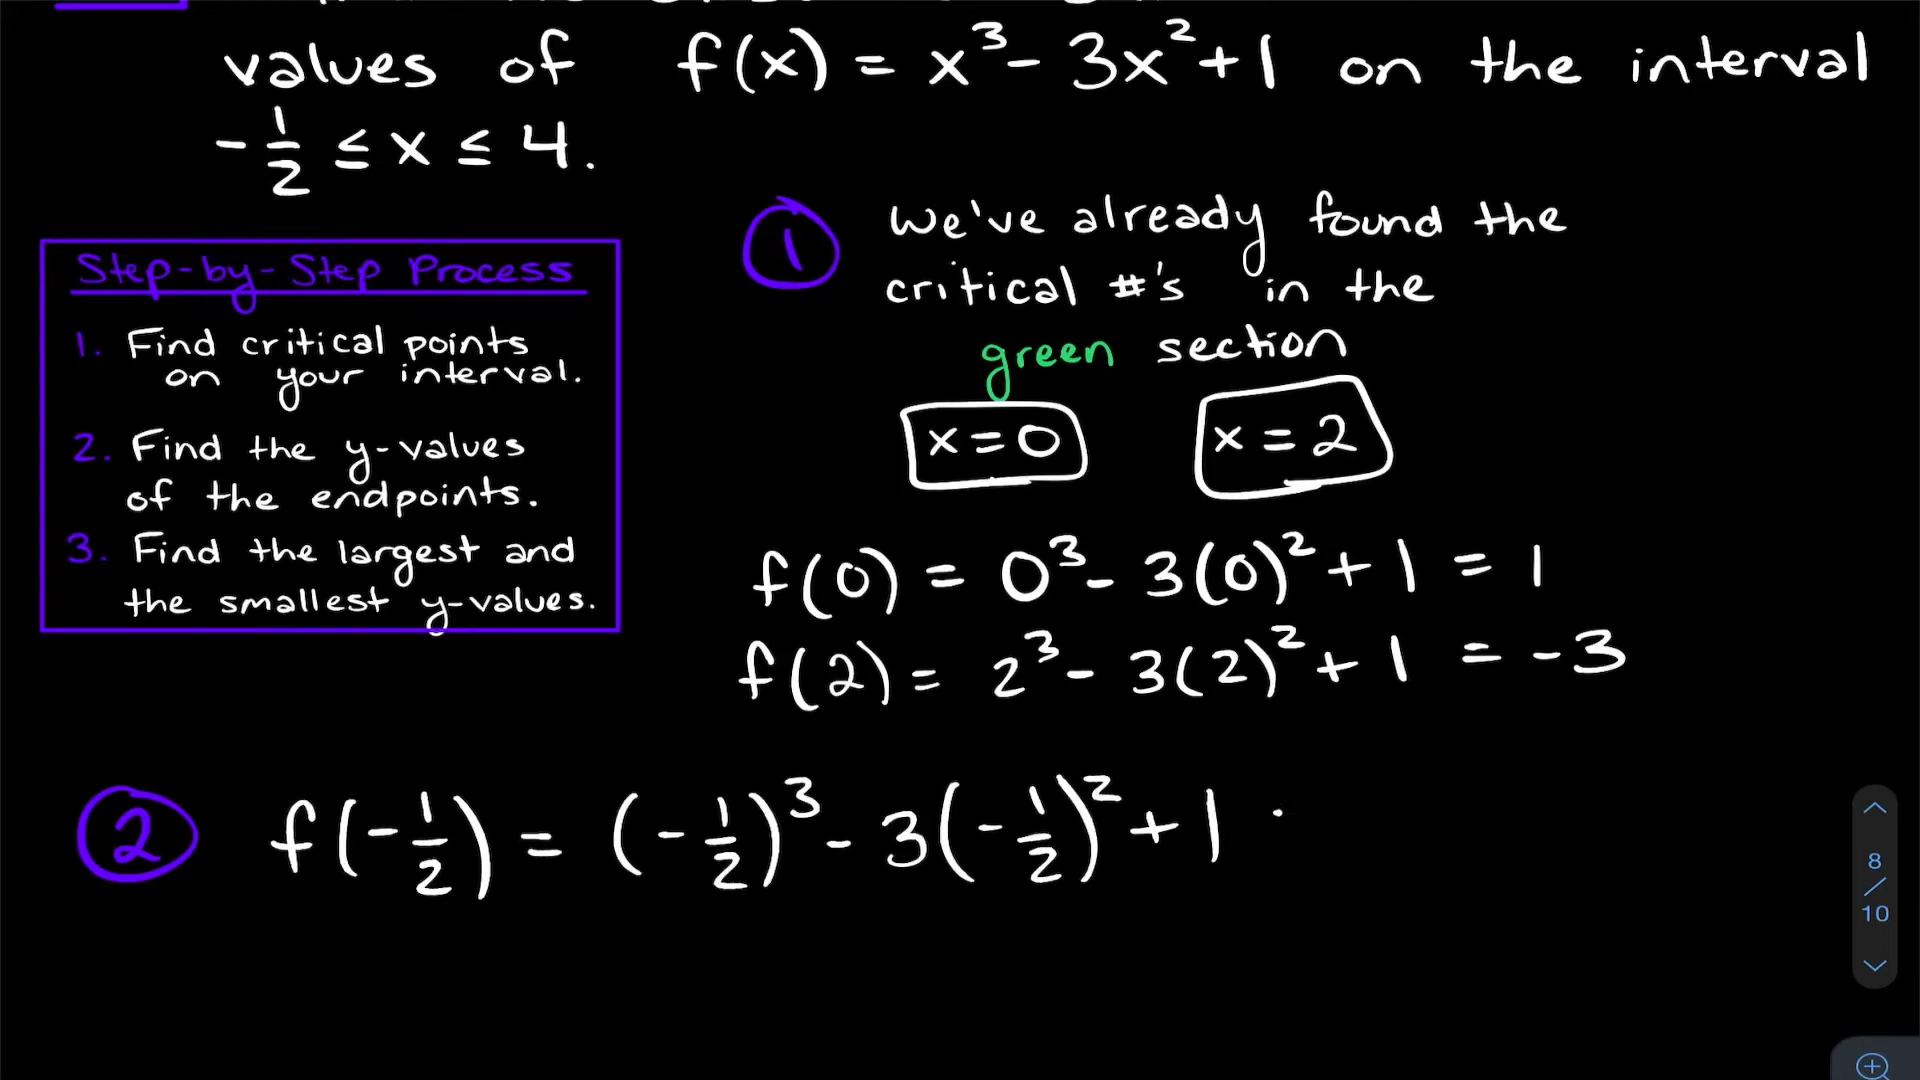 values of f(x) = x³ - 3x² + 1 on the interval
-1/2 ≤ x ≤ 4.
Step-by-Step Process
1. Find critical points
on your interval.
2. Find the y-values
of the endpoints.
3. Find the largest and
the smallest y-values.
1 We've already found the
critical #'s in the
green section
x = 0 x = 2
f(0) = 0³ - 3(0)² + 1 = 1
f(2) = 2³ - 3(2)² + 1 = -3
2 f(-1/2) = (-1/2)³ - 3(-1/2)² + 1
8
/
10